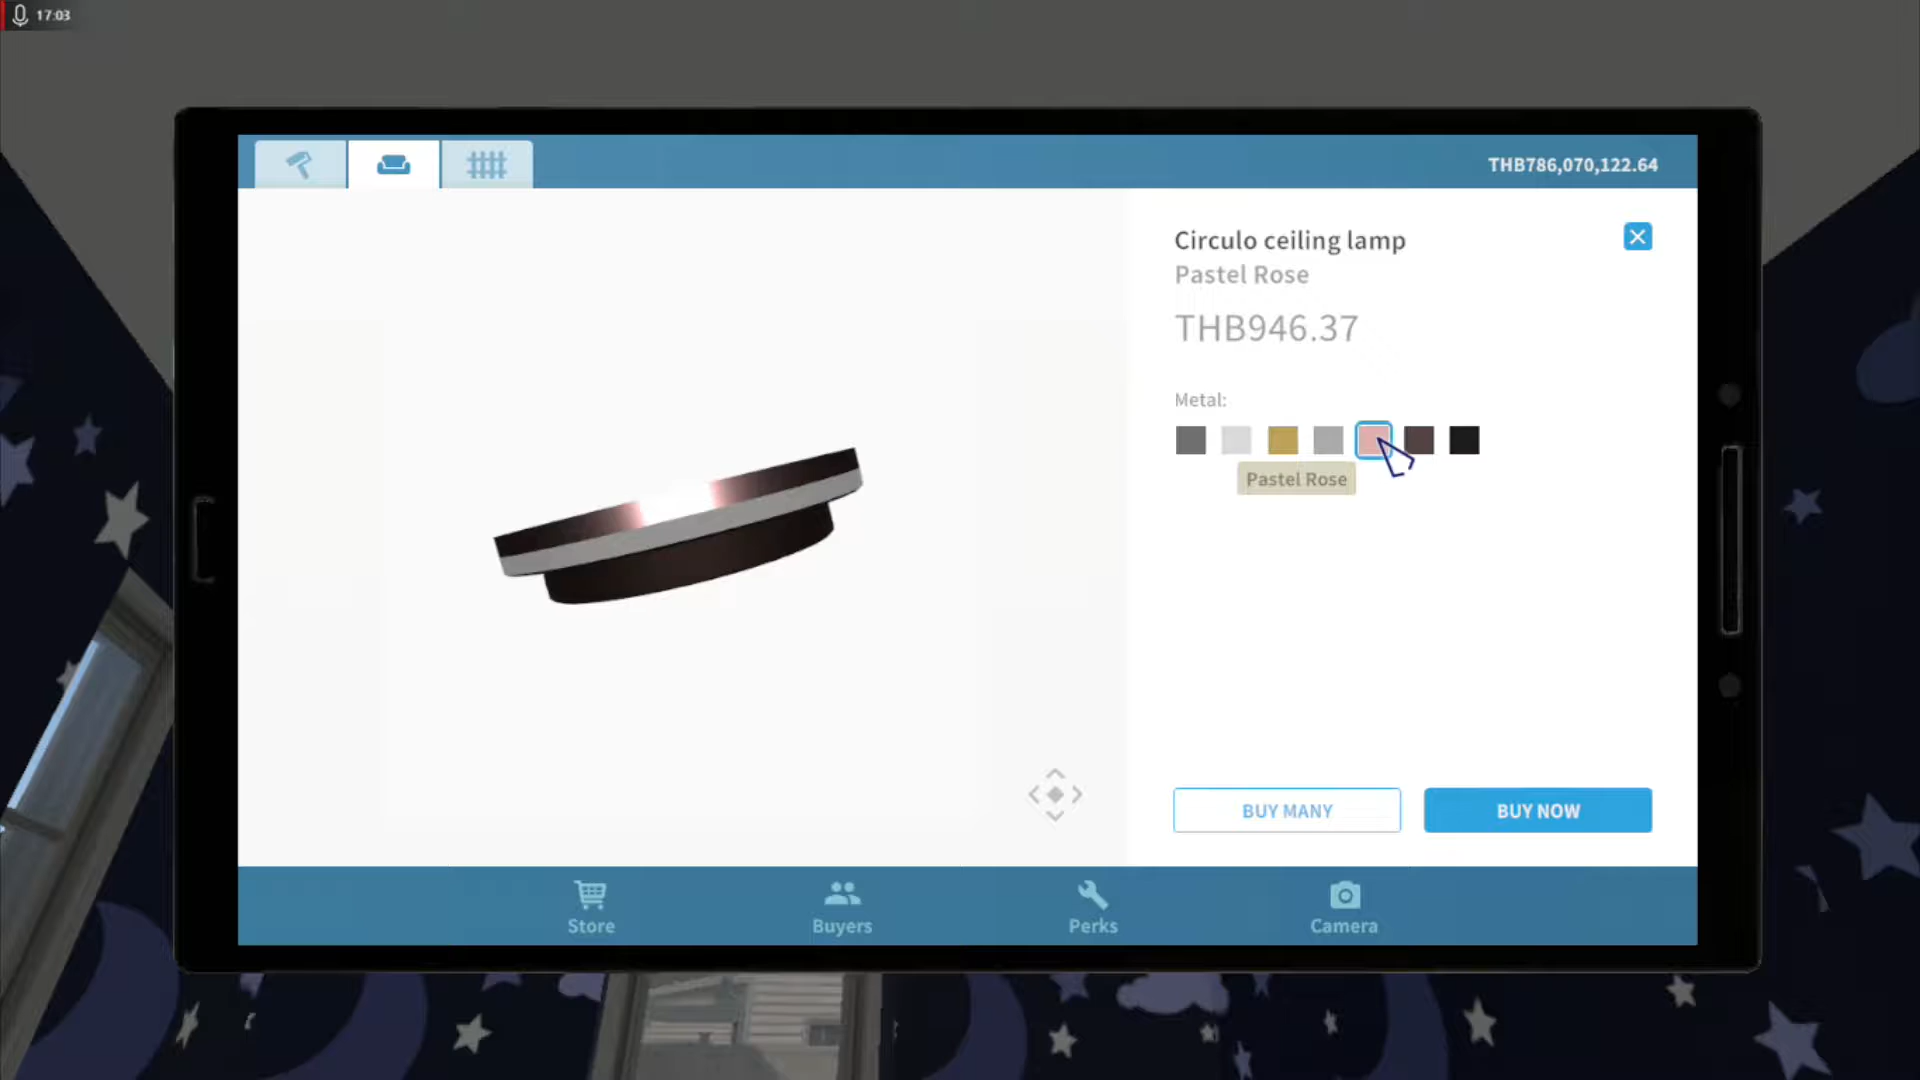 17:03
THB786,070,122.64
Circulo ceiling lamp
Pastel Rose
THB946.37
Metal:
Pastel Rose
BUY MANY
BUY NOW
Store
Buyers
Perks
Camera